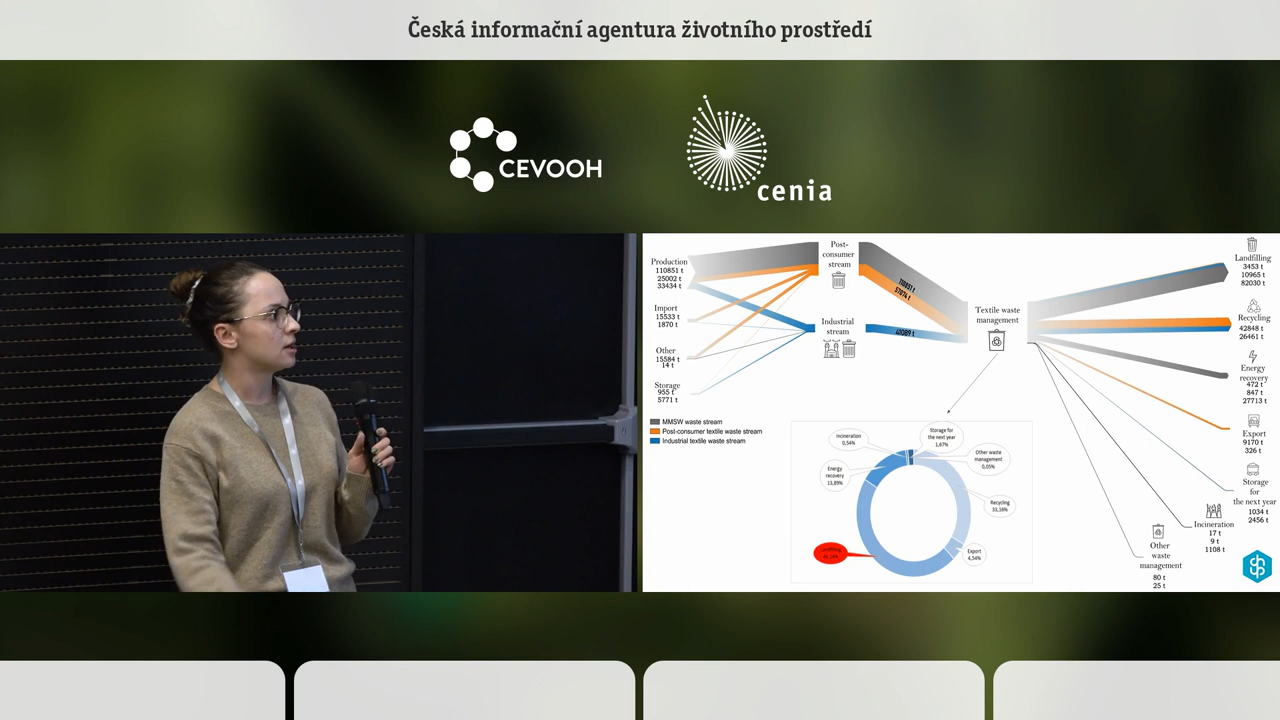 Česká informační agentura životního prostředí
CEVOOH
cenia
Production
110851 t
25002 t
33434 t
Import
15533 t
1870 t
Other
15584 t
14 t
Storage
955 t
5771 t
Post-
consumer
stream
Industrial
stream
110851 t
57074 t
41089 t
Textile waste
management
Landfilling
3453 t
10965 t
82030 t
Recycling
42848 t
26461 t
Energy
recovery
472 t
847 t
27713 t
Export
9170 t
326 t
Storage
for
the next year
1034 t
2456 t
Incineration
17 t
9 t
1108 t
Other
waste
management
80 t
25 t
MMSW waste stream
Post-consumer textile waste stream
Industrial textile waste stream
Incineration
0,54%
Storage for
the next year
1,67%
Other waste
management
0,05%
Energy
recovery
13,89%
Recycling
33,16%
Landfilling
Export
4,54%